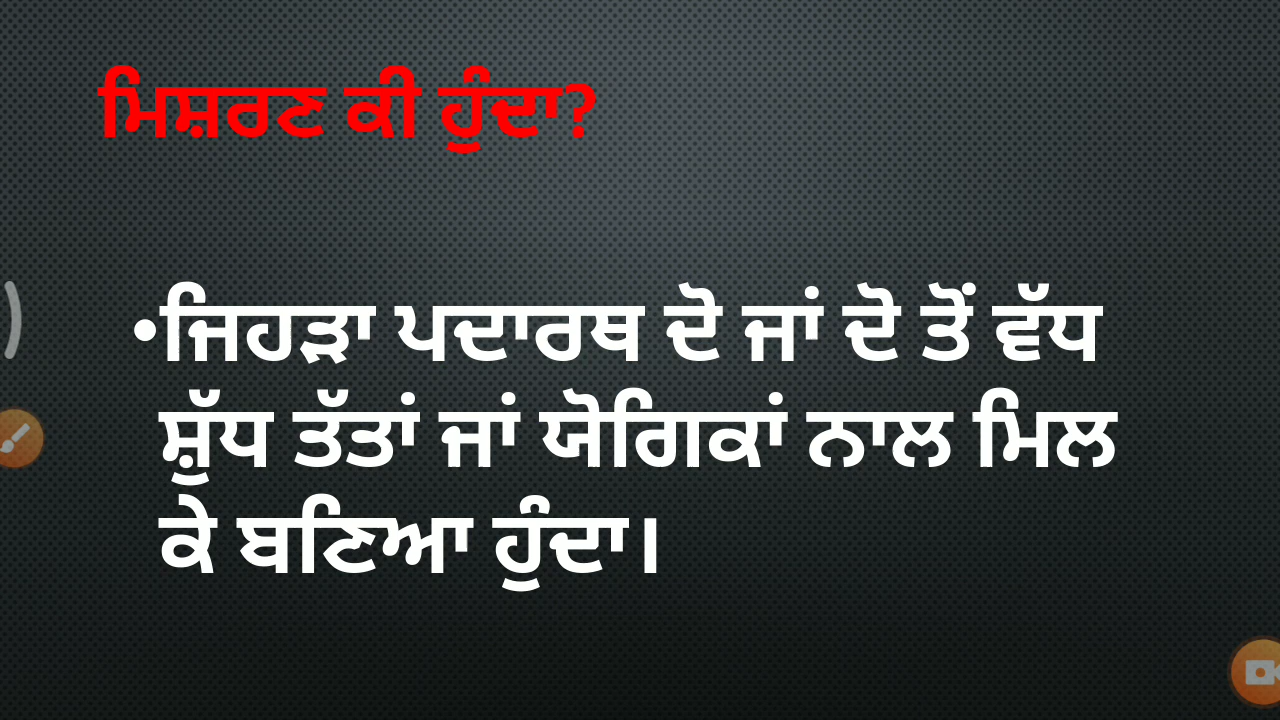 ਮਿਸ਼ਰਣ ਕੀ ਹੁੰਦਾ?
•ਜਿਹੜਾ ਪਦਾਰਥ ਦੋ ਜਾਂ ਦੋ ਤੋਂ ਵੱਧ
ਸ਼ੁੱਧ ਤੱਤਾਂ ਜਾਂ ਯੋਗਿਕਾਂ ਨਾਲ ਮਿਲ
ਕੇ ਬਣਿਆ ਹੁੰਦਾ।